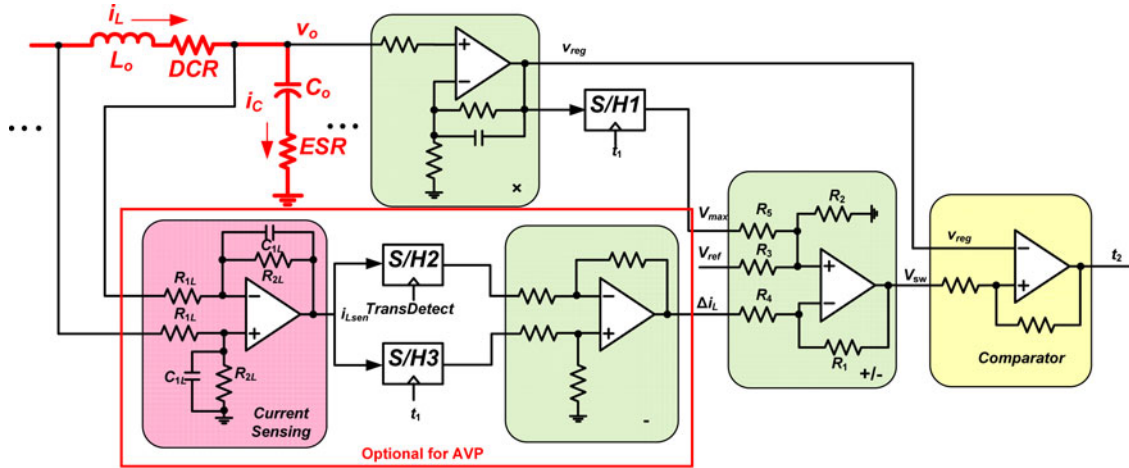 i_L
L_o
DCR
v_o
C_o
i_C
ESR
...
...
+
−
×
v_reg
S/H1
t_1
C_1L
R_2L
R_1L
R_1L
−
+
C_1L
R_2L
Current
Sensing
i_Lsen
S/H2
TransDetect
S/H3
t_1
−
+
-
Optional for AVP
V_max
R_5
R_2
V_ref
R_3
Δi_L
R_4
+
−
R_1
+/-
V_sw
v_reg
−
+
Comparator
t_2